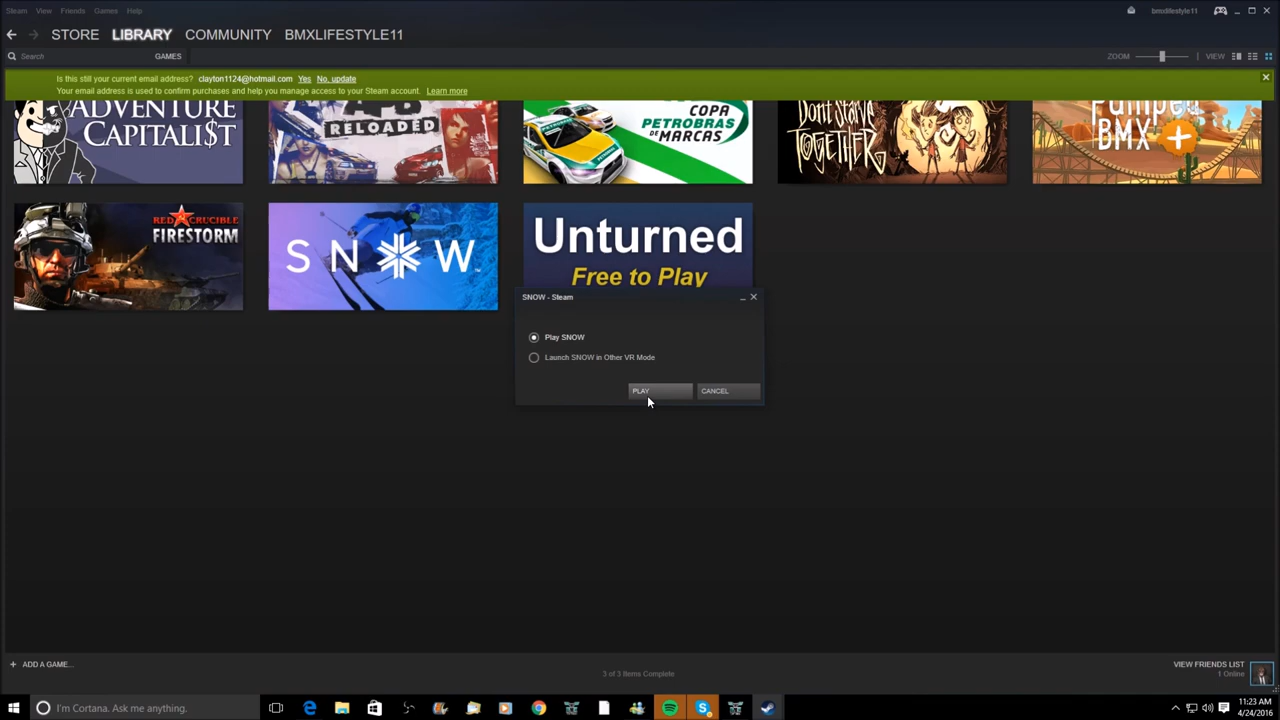 Steam View Friends Games Help
bmxlifestyle11
STORE LIBRARY COMMUNITY BMXLIFESTYLE11
Search
GAMES
ZOOM
VIEW
Is this still your current email address? clayton1124@hotmail.com Yes No, update
Your email address is used to confirm purchases and help you manage access to your Steam account. Learn more
ADVENTURE
CAPITALI$T
RELOADED
COPA
PETROBRAS
DE MARCAS
DON'T STARVE
TOGETHER
Pumped
BMX +
RED CRUCIBLE
FIRESTORM
SNOW
Unturned
Free to Play
SNOW - Steam
Play SNOW
Launch SNOW in Other VR Mode
PLAY
CANCEL
+ ADD A GAME...
3 of 3 Items Complete
VIEW FRIENDS LIST
1 Online
I'm Cortana. Ask me anything.
11:23 AM
4/24/2016